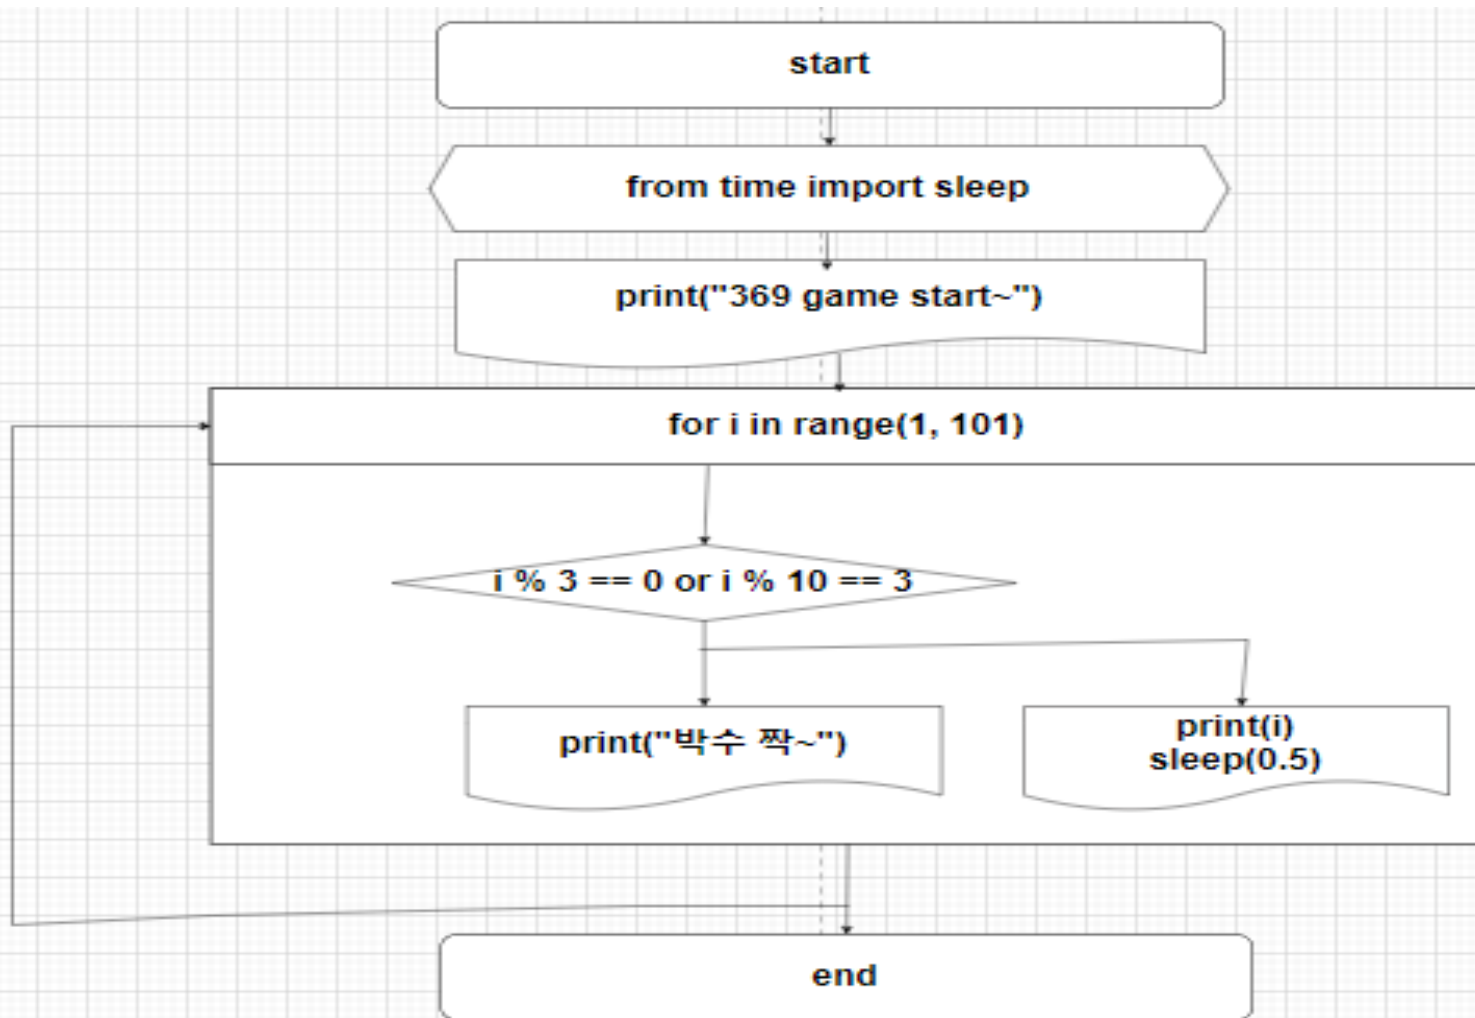 start
from time import sleep
print("369 game start~")
for i in range(1, 101)
i % 3 == 0 or i % 10 == 3
print("박수 짝~")
print(i)
sleep(0.5)
end